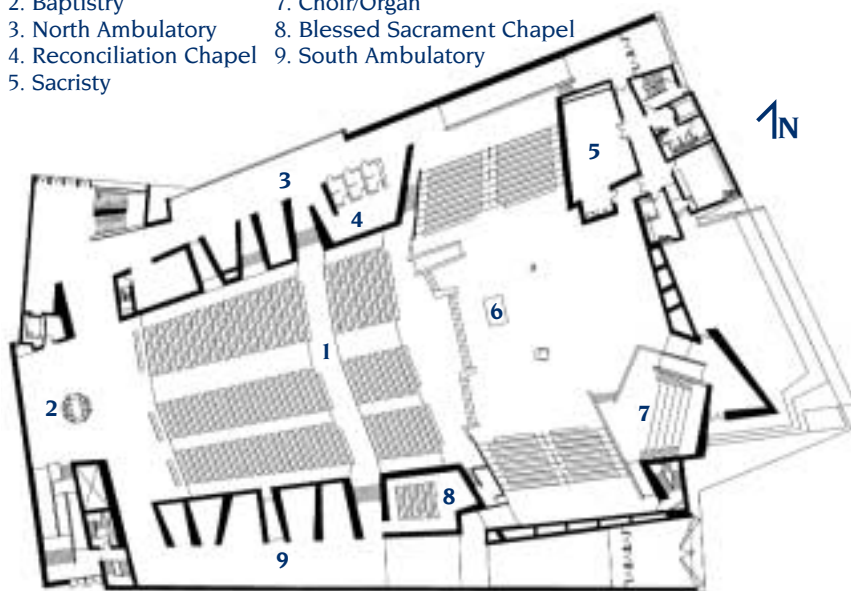 2. Baptistry
3. North Ambulatory
4. Reconciliation Chapel
5. Sacristy
7. Choir/Organ
8. Blessed Sacrament Chapel
9. South Ambulatory
N
3
5
4
6
1
2
7
8
9